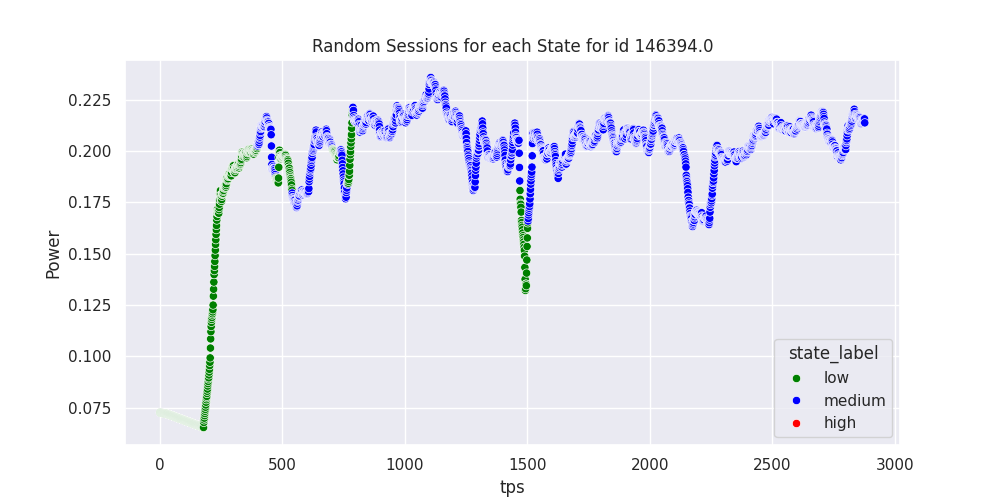 Random Sessions for each State for id 146394.0
Power
0.225
0.200
0.175
0.150
0.125
0.100
0.075
state_label
low
medium
high
0 500 1000 1500 2000 2500 3000
tps